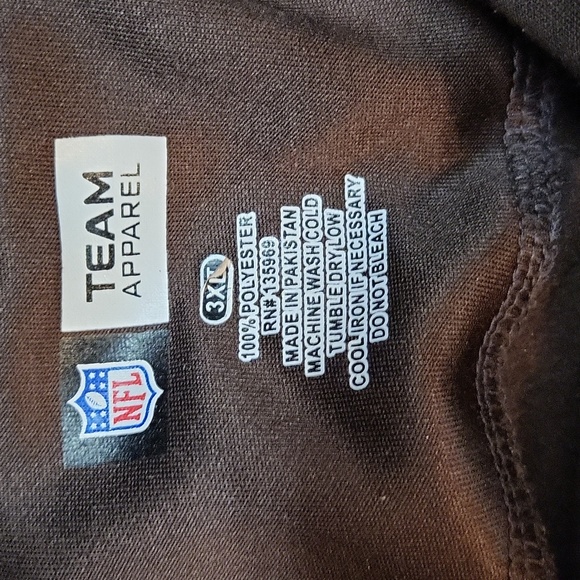 NFL
TEAM
APPAREL
3XL
100% POLYESTER
RN# 135969
MADE IN PAKISTAN
MACHINE WASH COLD
TUMBLE DRY LOW
COOL IRON IF NECESSARY
DO NOT BLEACH